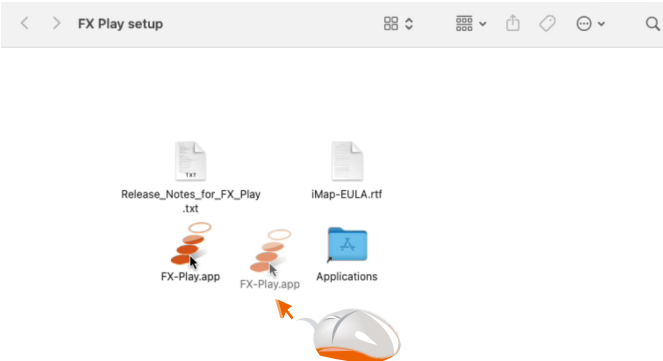 FX Play setup
TXT
Release_Notes_for_FX_Play
.txt
iMap-EULA.rtf
FX-Play.app
FX-Play.app
Applications